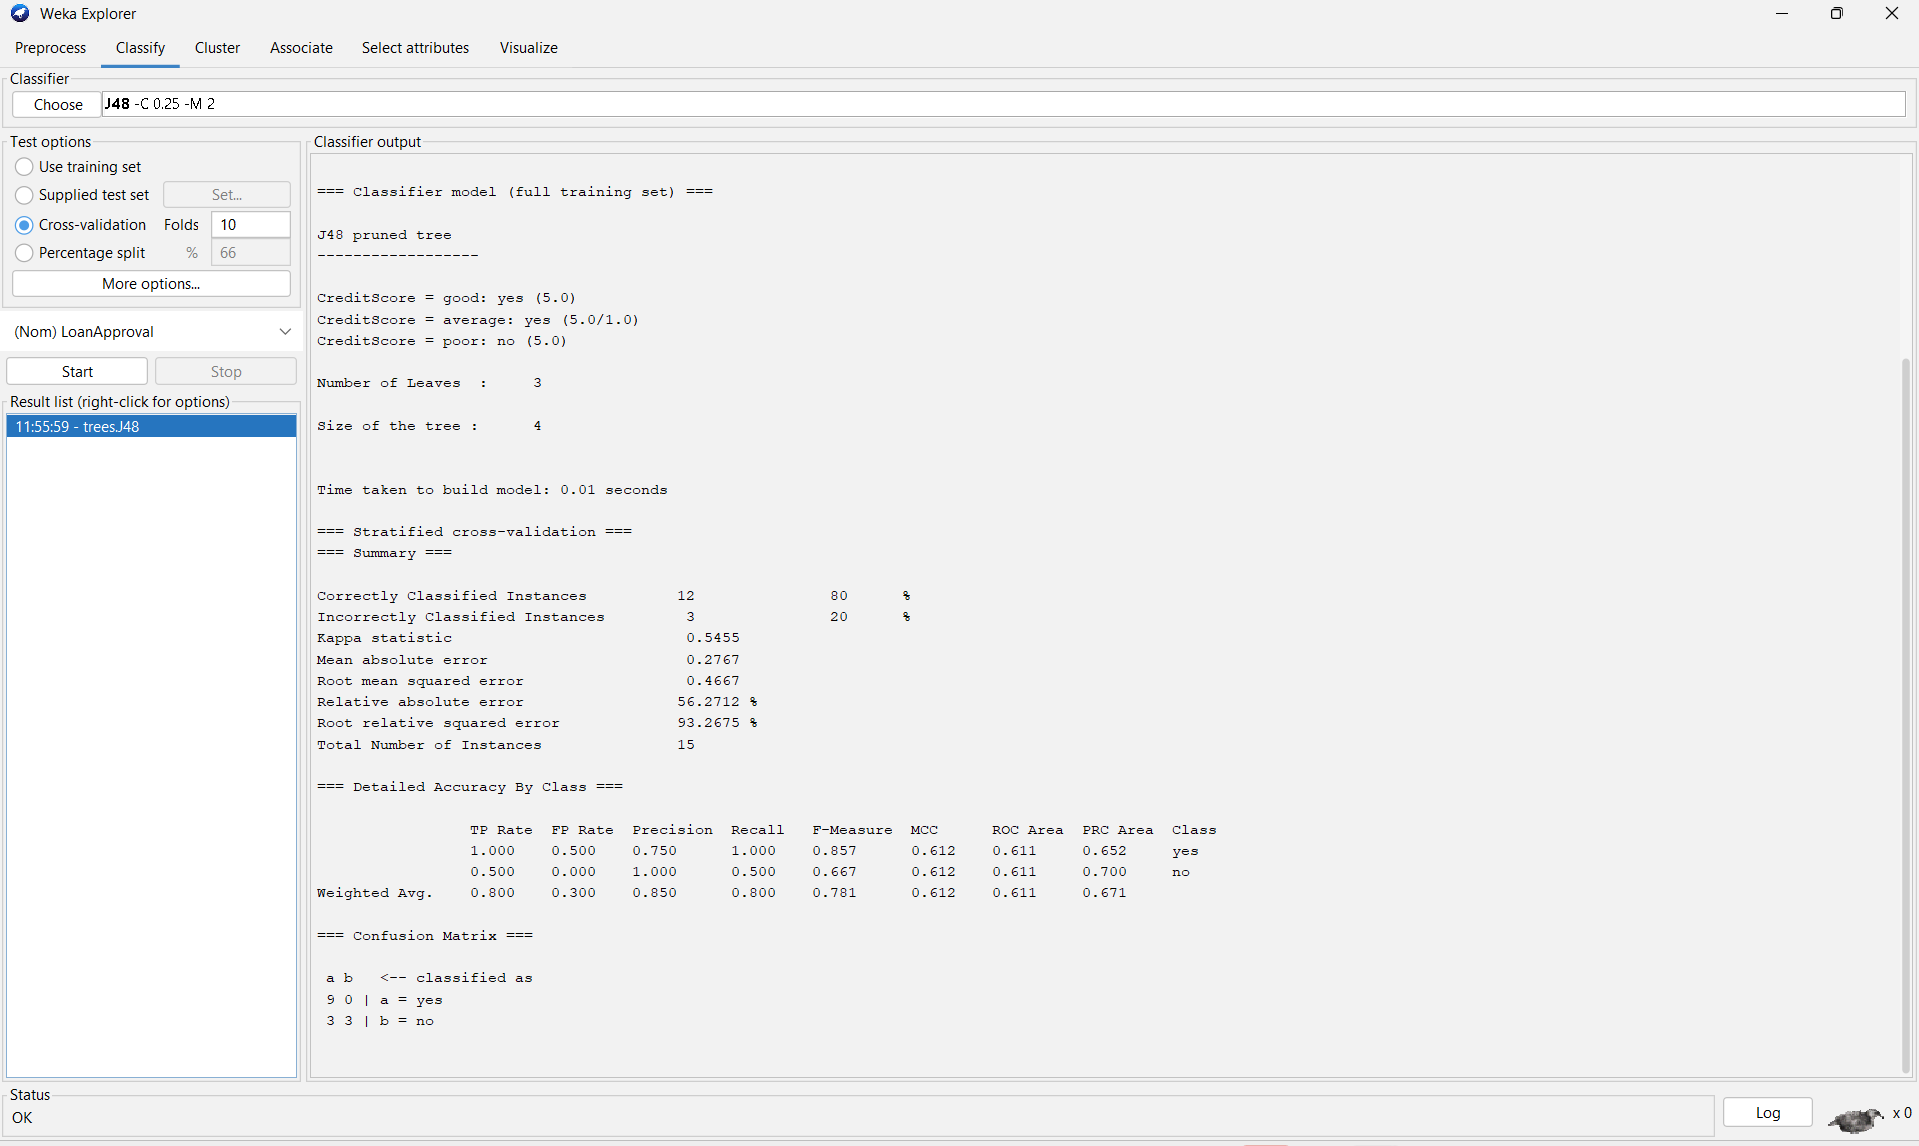 Weka Explorer
Preprocess Classify Cluster Associate Select attributes Visualize
Classifier
Choose J48 -C 0.25 -M 2
Test options
Use training set
Supplied test set Set...
Cross-validation Folds 10
Percentage split % 66
More options...
(Nom) LoanApproval
Start Stop
Result list (right-click for options)
11:55:59 - trees.J48
Classifier output
=== Classifier model (full training set) ===
J48 pruned tree
------------------
CreditScore = good: yes (5.0)
CreditScore = average: yes (5.0/1.0)
CreditScore = poor: no (5.0)
Number of Leaves : 3
Size of the tree : 4
Time taken to build model: 0.01 seconds
=== Stratified cross-validation ===
=== Summary ===
Correctly Classified Instances 12 80 %
Incorrectly Classified Instances 3 20 %
Kappa statistic 0.5455
Mean absolute error 0.2767
Root mean squared error 0.4667
Relative absolute error 56.2712 %
Root relative squared error 93.2675 %
Total Number of Instances 15
=== Detailed Accuracy By Class ===
TP Rate FP Rate Precision Recall F-Measure MCC ROC Area PRC Area Class
1.000 0.500 0.750 1.000 0.857 0.612 0.611 0.652 yes
0.500 0.000 1.000 0.500 0.667 0.612 0.611 0.700 no
Weighted Avg. 0.800 0.300 0.850 0.800 0.781 0.612 0.611 0.671
=== Confusion Matrix ===
a b <-- classified as
9 0 | a = yes
3 3 | b = no
Status
OK
Log x 0